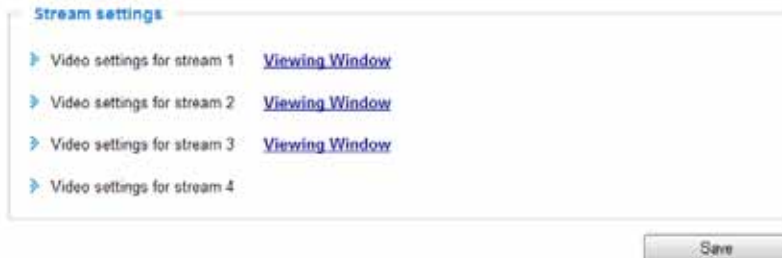 Stream settings
Video settings for stream 1 Viewing Window
Video settings for stream 2 Viewing Window
Video settings for stream 3 Viewing Window
Video settings for stream 4
Save